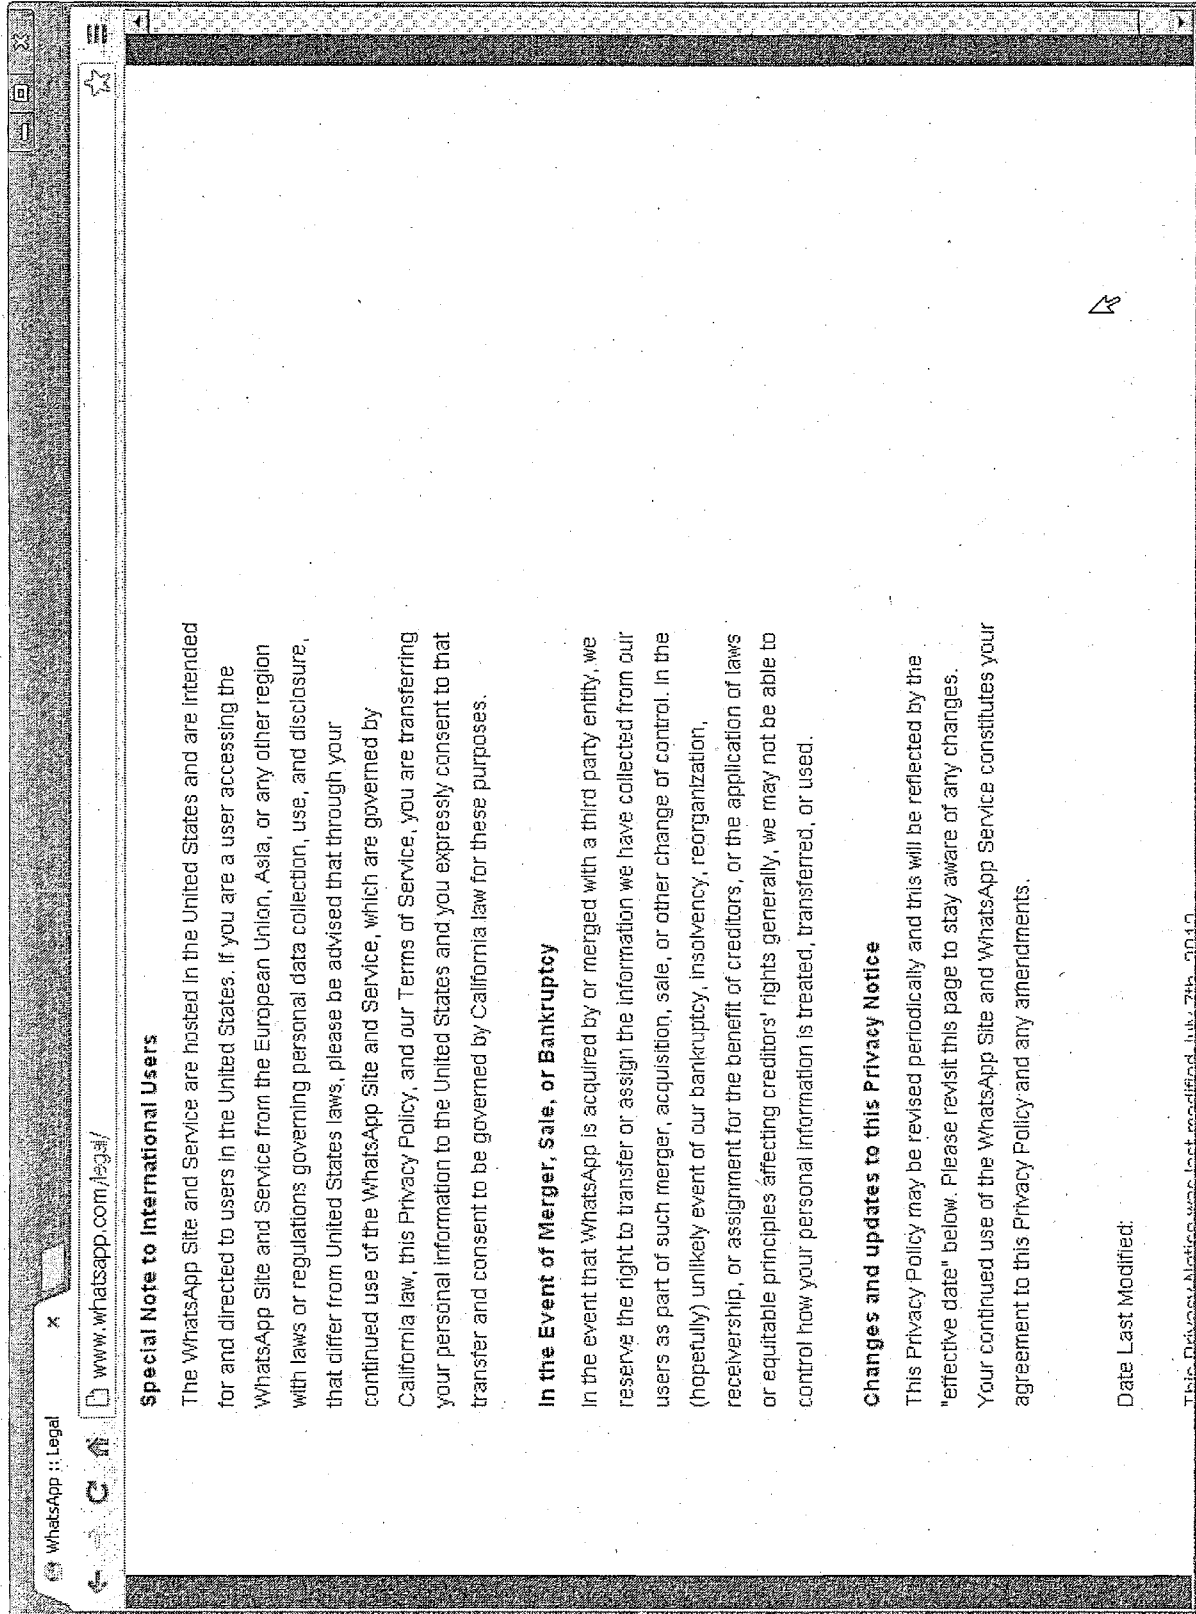 WhatsApp :: Legal
www.whatsapp.com/legal/
Special Note to International Users
The WhatsApp Site and Service are hosted in the United States and are intended
for and directed to users in the United States. If you are a user accessing the
WhatsApp Site and Service from the European Union, Asia, or any other region
with laws or regulations governing personal data collection, use, and disclosure,
that differ from United States laws, please be advised that through your
continued use of the WhatsApp Site and Service, which are governed by
California law, this Privacy Policy, and our Terms of Service, you are transferring
your personal information to the United States and you expressly consent to that
transfer and consent to be governed by California law for these purposes.
In the Event of Merger, Sale, or Bankruptcy
In the event that WhatsApp is acquired by or merged with a third party entity, we
reserve the right to transfer or assign the information we have collected from our
users as part of such merger, acquisition, sale, or other change of control. In the
(hopefully) unlikely event of our bankruptcy, insolvency, reorganization,
receivership, or assignment for the benefit of creditors, or the application of laws
or equitable principles affecting creditors' rights generally, we may not be able to
control how your personal information is treated, transferred, or used.
Changes and updates to this Privacy Notice
This Privacy Policy may be revised periodically and this will be reflected by the
"effective date" below. Please revisit this page to stay aware of any changes.
Your continued use of the WhatsApp Site and WhatsApp Service constitutes your
agreement to this Privacy Policy and any amendments.
Date Last Modified:
This Privacy Notice was last modified July 7th, 2012